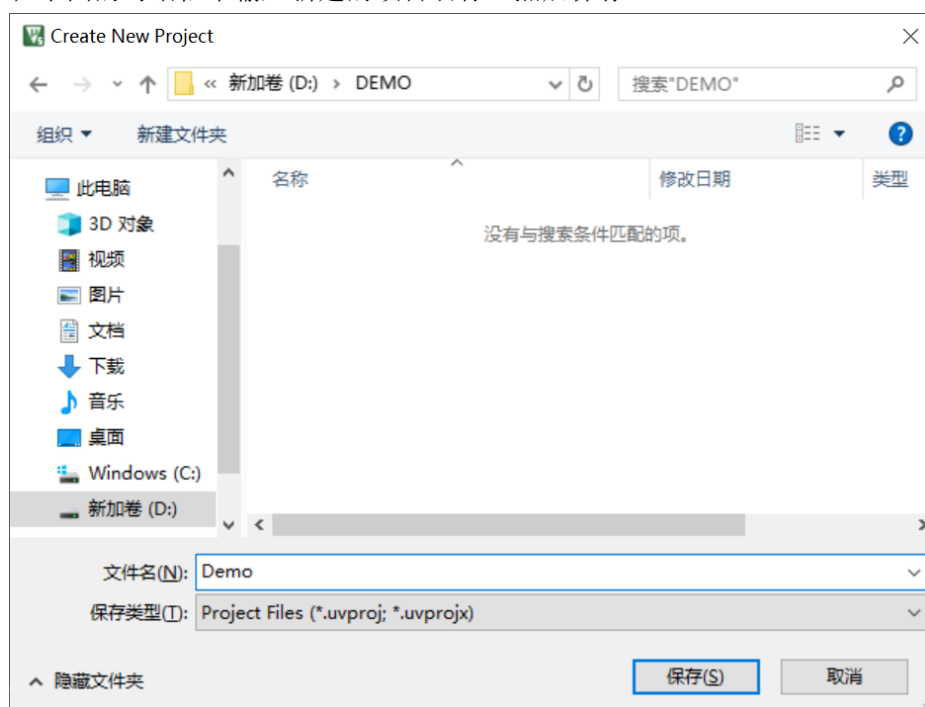 Create New Project
« 新加卷 (D:) › DEMO
搜索"DEMO"
组织 新建文件夹
此电脑
3D 对象
视频
图片
文档
下载
音乐
桌面
Windows (C:)
新加卷 (D:)
名称 修改日期 类型
没有与搜索条件匹配的项。
文件名(N): Demo
保存类型(T): Project Files (*.uvproj; *.uvprojx)
隐藏文件夹 保存(S) 取消